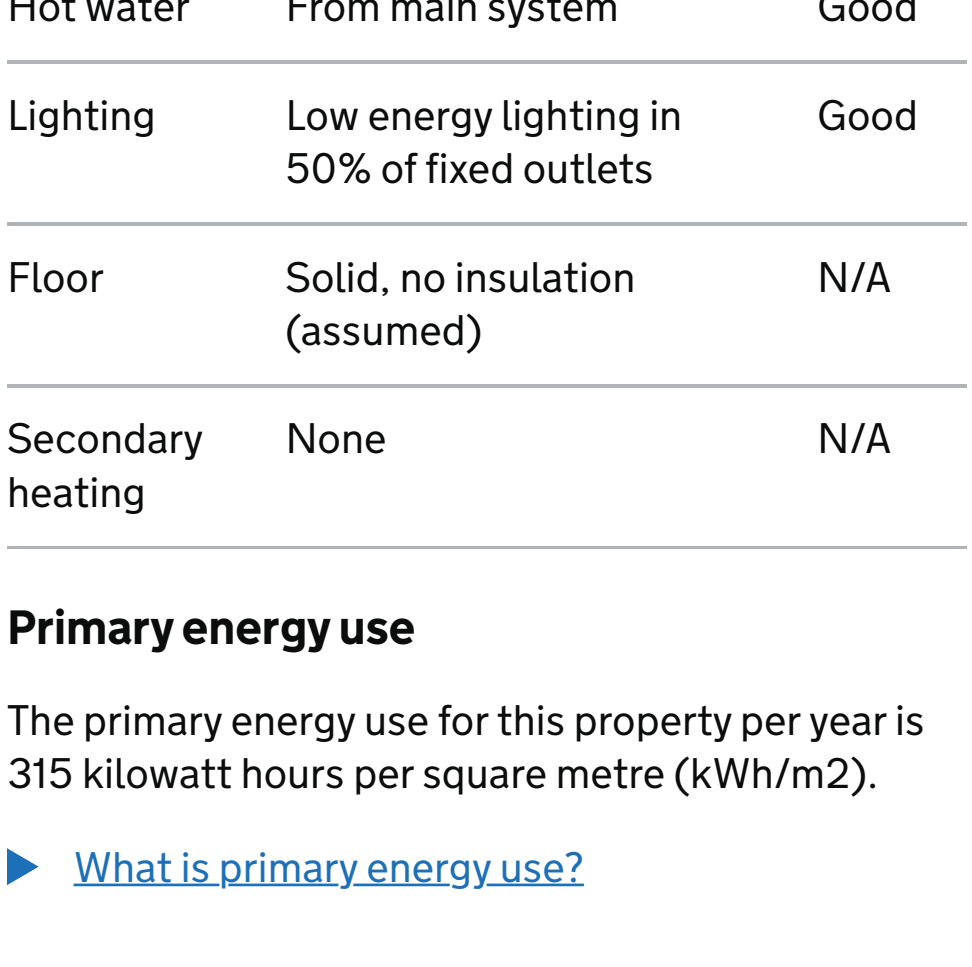 Hot water From main system Good
Lighting Low energy lighting in Good
50% of fixed outlets
Floor Solid, no insulation N/A
(assumed)
Secondary None N/A
heating
Primary energy use
The primary energy use for this property per year is
315 kilowatt hours per square metre (kWh/m2).
What is primary energy use?